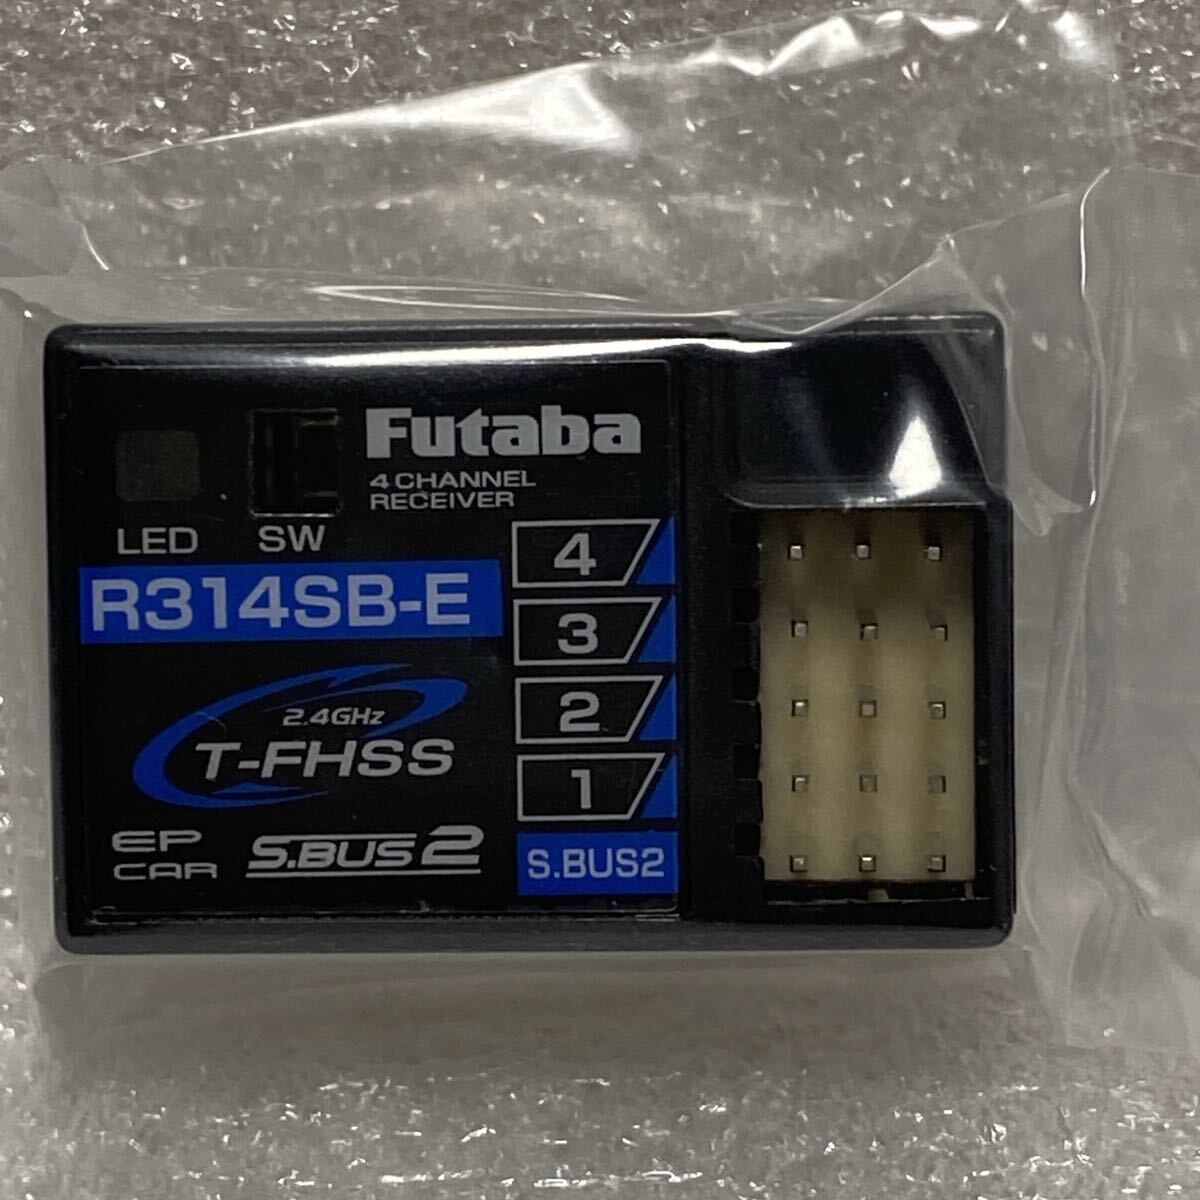 Futaba
4 CHANNEL
RECEIVER
LED SW
R314SB-E
2.4GHz
T-FHSS
EP
CAR
S.BUS2
4
3
2
1
S.BUS2